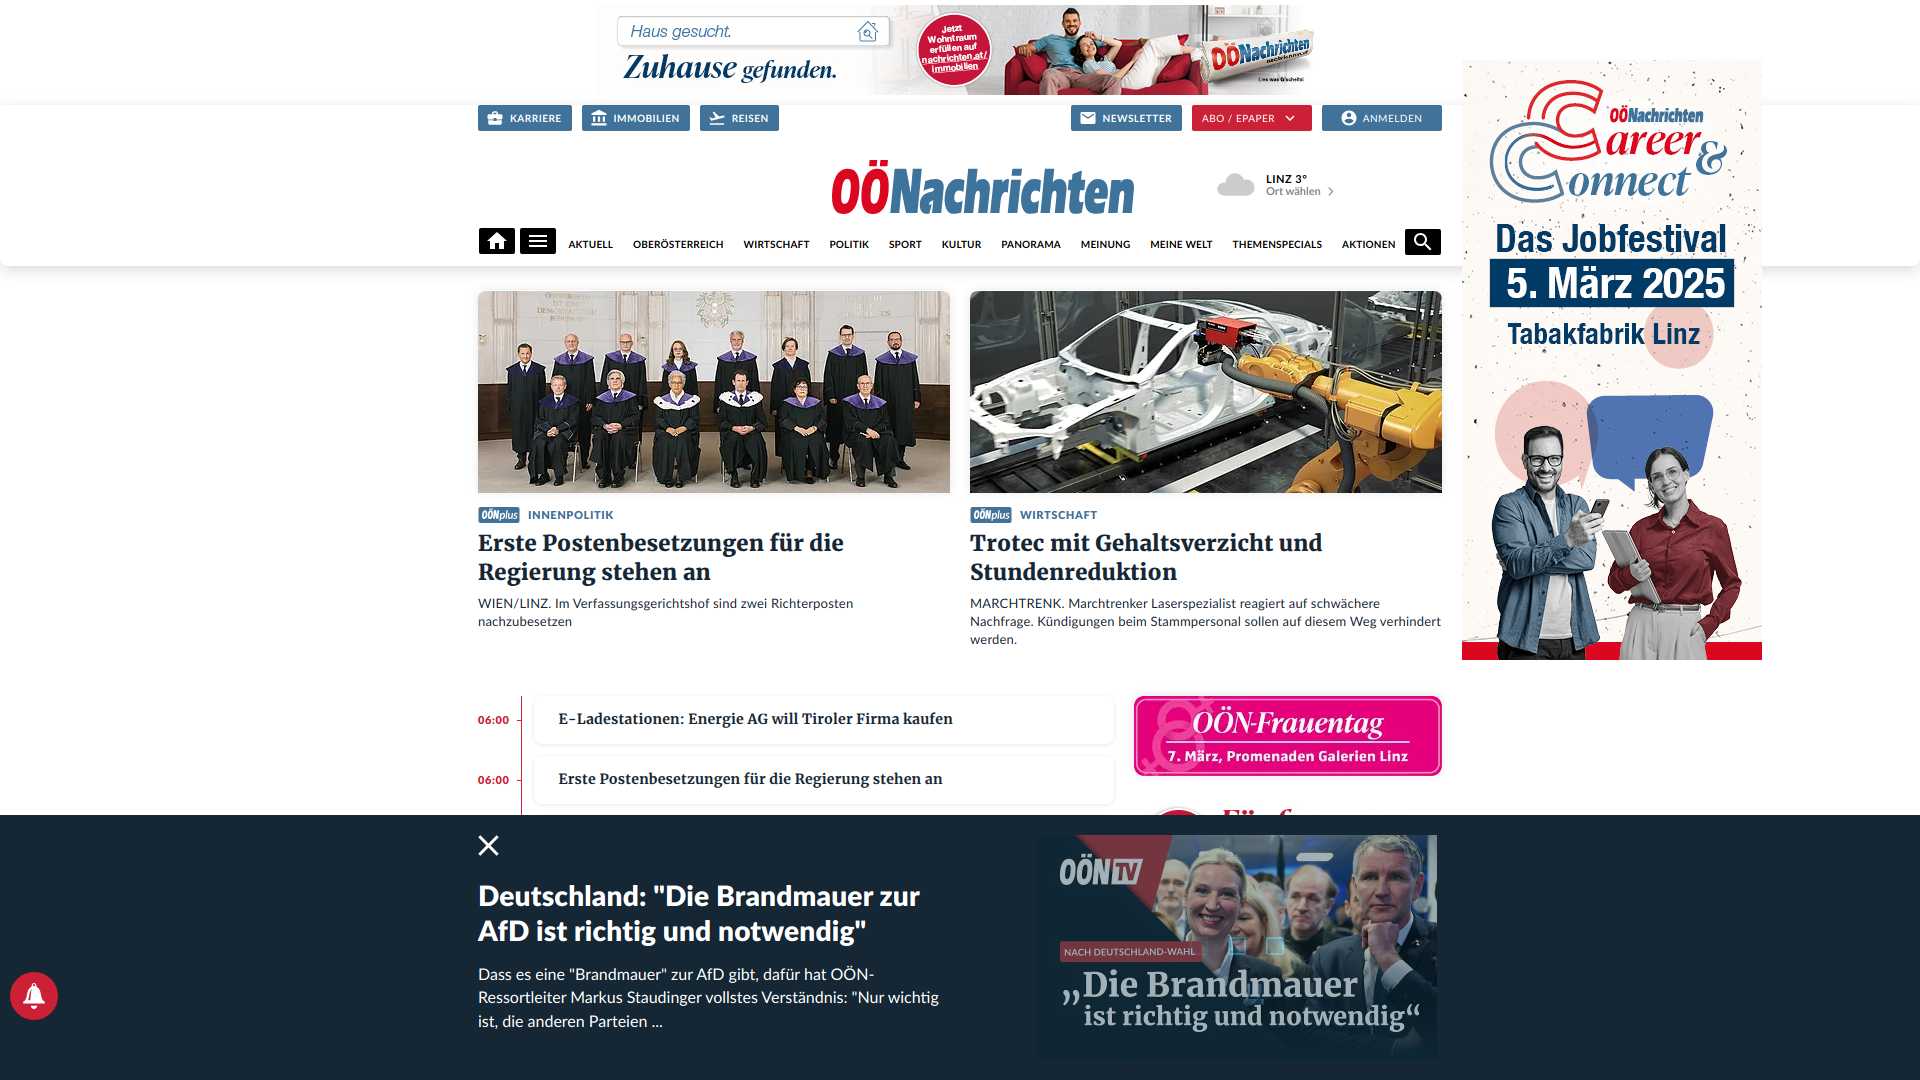 Haus gesucht.
Zuhause gefunden.
Jetzt
Wohntraum
erfüllen auf
nachrichten.at/
immobilien
OÖNachrichten
Lies was G'scheits!
KARRIERE
IMMOBILIEN
REISEN
NEWSLETTER
ABO / EPAPER
ANMELDEN
OÖNachrichten
LINZ 3°
Ort wählen
AKTUELL
OBERÖSTERREICH
WIRTSCHAFT
POLITIK
SPORT
KULTUR
PANORAMA
MEINUNG
MEINE WELT
THEMENSPECIALS
AKTIONEN
OÖNachrichten
Career &
Connect
Das Jobfestival
5. März 2025
Tabakfabrik Linz
OÖNplus INNENPOLITIK
Erste Postenbesetzungen für die
Regierung stehen an
WIEN/LINZ. Im Verfassungsgerichtshof sind zwei Richterposten
nachzubesetzen
OÖNplus WIRTSCHAFT
Trotec mit Gehaltsverzicht und
Stundenreduktion
MARCHTRENK. Marchtrenker Laserspezialist reagiert auf schwächere
Nachfrage. Kündigungen beim Stammpersonal sollen auf diesem Weg verhindert
werden.
06:00 E-Ladestationen: Energie AG will Tiroler Firma kaufen
06:00 Erste Postenbesetzungen für die Regierung stehen an
OÖN-Frauentag
7. März, Promenaden Galerien Linz
Deutschland: "Die Brandmauer zur
AfD ist richtig und notwendig"
Dass es eine "Brandmauer" zur AfD gibt, dafür hat OÖN-
Ressortleiter Markus Staudinger vollstes Verständnis: "Nur wichtig
ist, die anderen Parteien ...
OÖN TV
NACH DEUTSCHLAND-WAHL
„Die Brandmauer
ist richtig und notwendig“